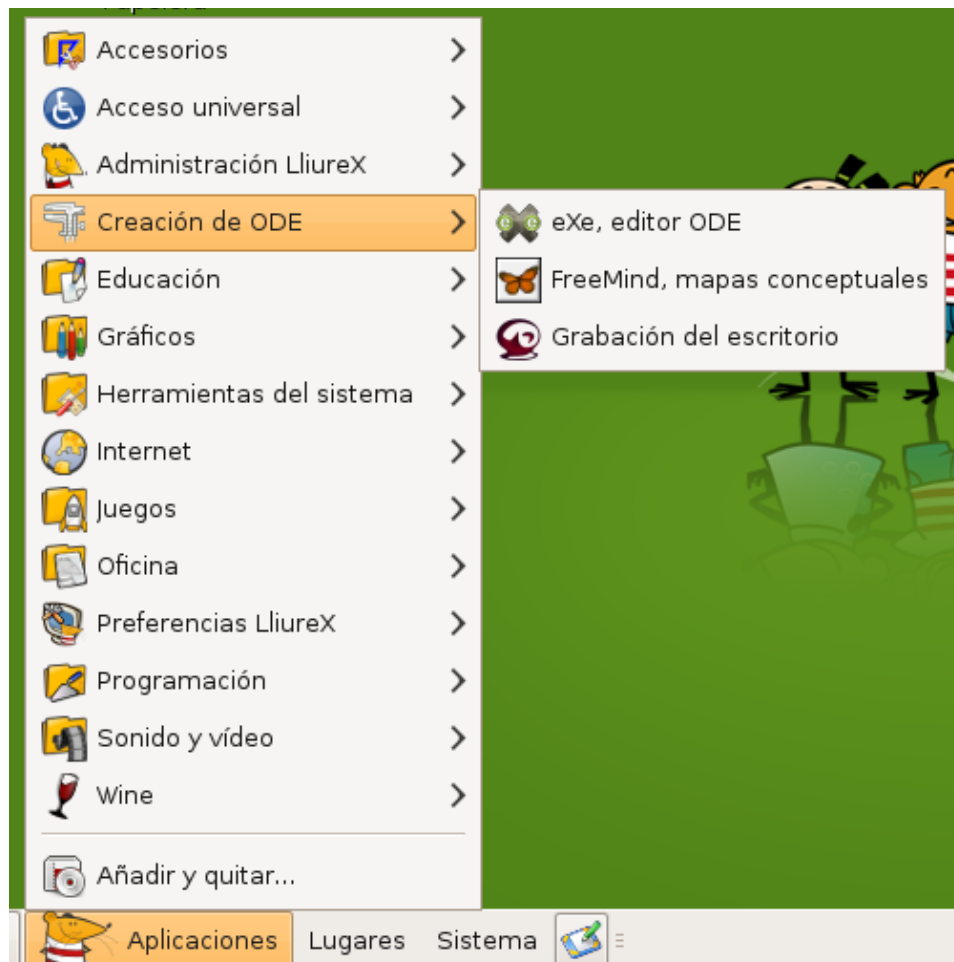 Accesorios
Acceso universal
Administración LliureX
Creación de ODE
eXe, editor ODE
Educación
FreeMind, mapas conceptuales
Gráficos
Grabación del escritorio
Herramientas del sistema
Internet
Juegos
Oficina
Preferencias LliureX
Programación
Sonido y vídeo
Wine
Añadir y quitar...
Aplicaciones Lugares Sistema